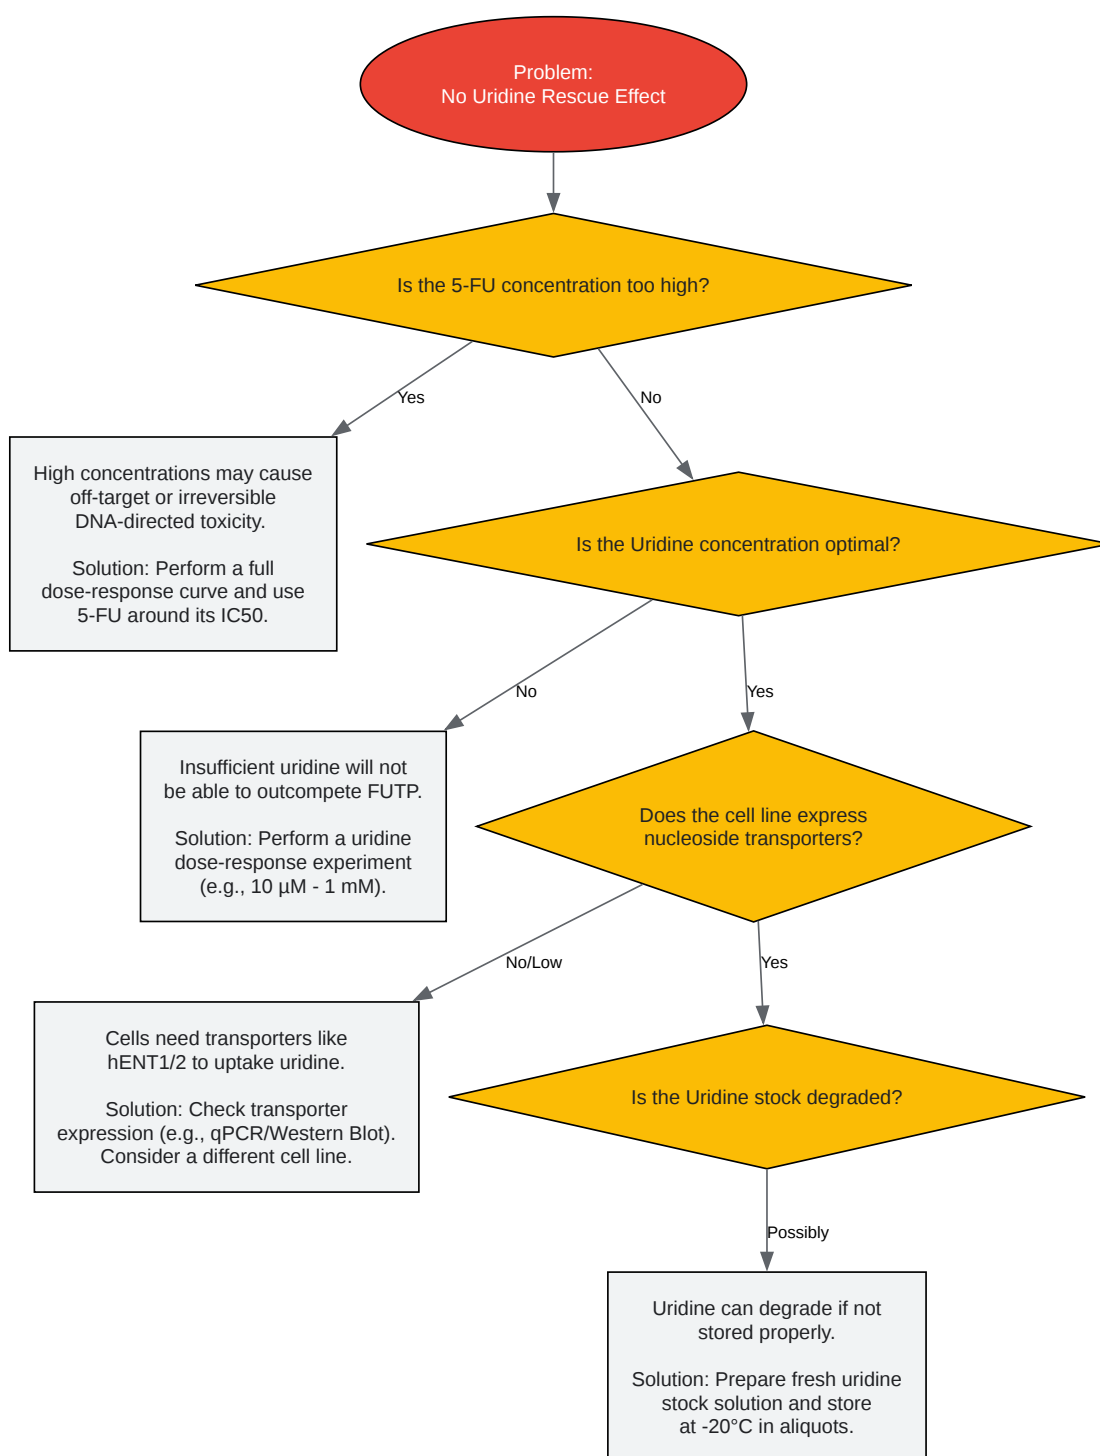 Problem:
No Uridine Rescue Effect
Is the 5-FU concentration too high?
Yes
No
High concentrations may cause
off-target or irreversible
DNA-directed toxicity.
Solution: Perform a full
dose-response curve and use
5-FU around its IC50.
Is the Uridine concentration optimal?
No
Yes
Insufficient uridine will not
be able to outcompete FUTP.
Solution: Perform a uridine
dose-response experiment
(e.g., 10 µM - 1 mM).
Does the cell line express
nucleoside transporters?
No/Low
Yes
Cells need transporters like
hENT1/2 to uptake uridine.
Solution: Check transporter
expression (e.g., qPCR/Western Blot).
Consider a different cell line.
Is the Uridine stock degraded?
Possibly
Uridine can degrade if not
stored properly.
Solution: Prepare fresh uridine
stock solution and store
at -20°C in aliquots.